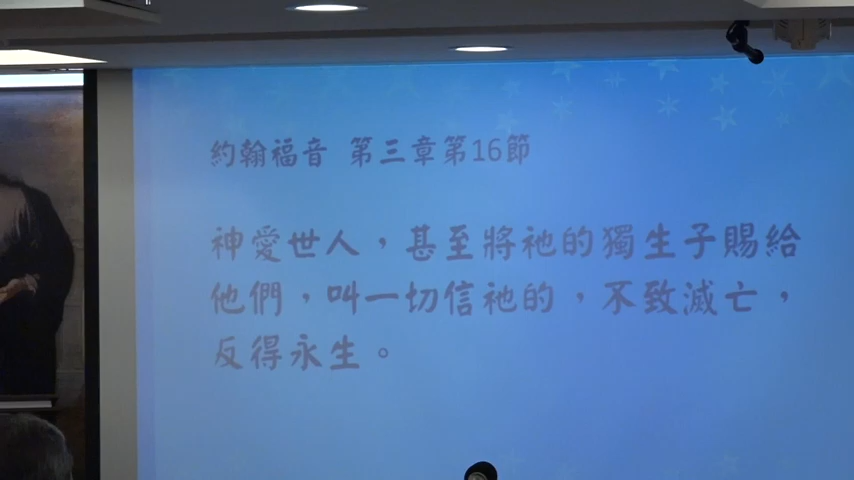 約翰福音 第三章第16節
神愛世人，甚至將祂的獨生子賜給
他們，叫一切信祂的，不致滅亡，
反得永生。